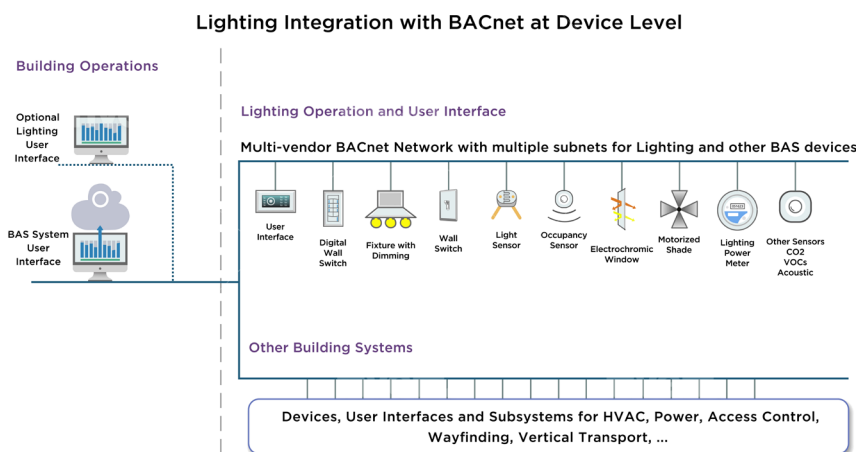 Lighting Integration with BACnet at Device Level
Building Operations
Optional
Lighting
User
Interface
BAS System
User
Interface
Lighting Operation and User Interface
Multi-vendor BACnet Network with multiple subnets for Lighting and other BAS devices
User
Interface
Digital
Wall
Switch
Fixture with
Dimming
Wall
Switch
Light
Sensor
Occupancy
Sensor
Electrochromic
Window
Motorized
Shade
Lighting
Power
Meter
Other Sensors
CO2
VOCs
Acoustic
Other Building Systems
Devices, User Interfaces and Subsystems for HVAC, Power, Access Control,
Wayfinding, Vertical Transport, ...